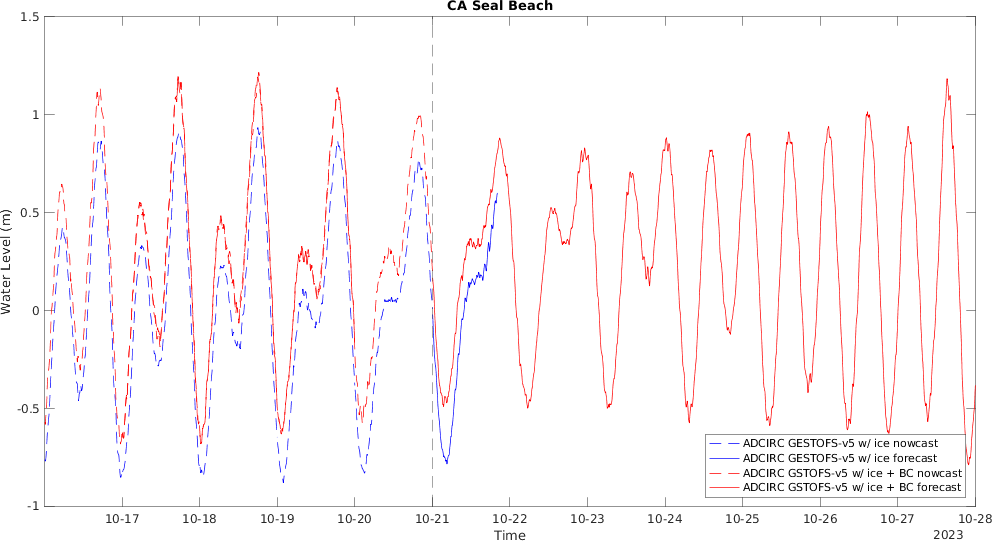 CA Seal Beach
1.5
1
0.5
0
-0.5
-1
Water Level (m)
10-17 10-18 10-19 10-20 10-21 10-22 10-23 10-24 10-25 10-26 10-27 10-28
Time
2023
ADCIRC GESTOFS-v5 w/ ice nowcast
ADCIRC GESTOFS-v5 w/ ice forecast
ADCIRC GSTOFS-v5 w/ ice + BC nowcast
ADCIRC GSTOFS-v5 w/ ice + BC forecast